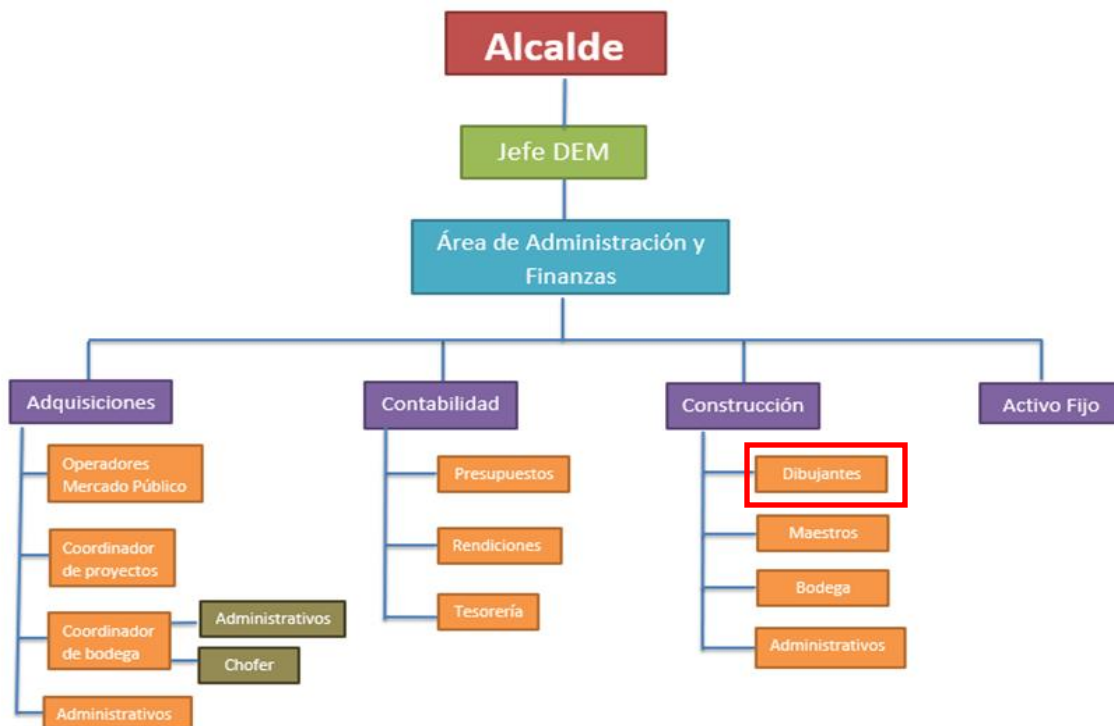 Alcalde
Jefe DEM
Área de Administración y
Finanzas
Adquisiciones
Contabilidad
Construcción
Activo Fijo
Operadores
Mercado Público
Coordinador
de proyectos
Coordinador
de bodega
Administrativos
Chofer
Administrativos
Presupuestos
Rendiciones
Tesorería
Dibujantes
Maestros
Bodega
Administrativos